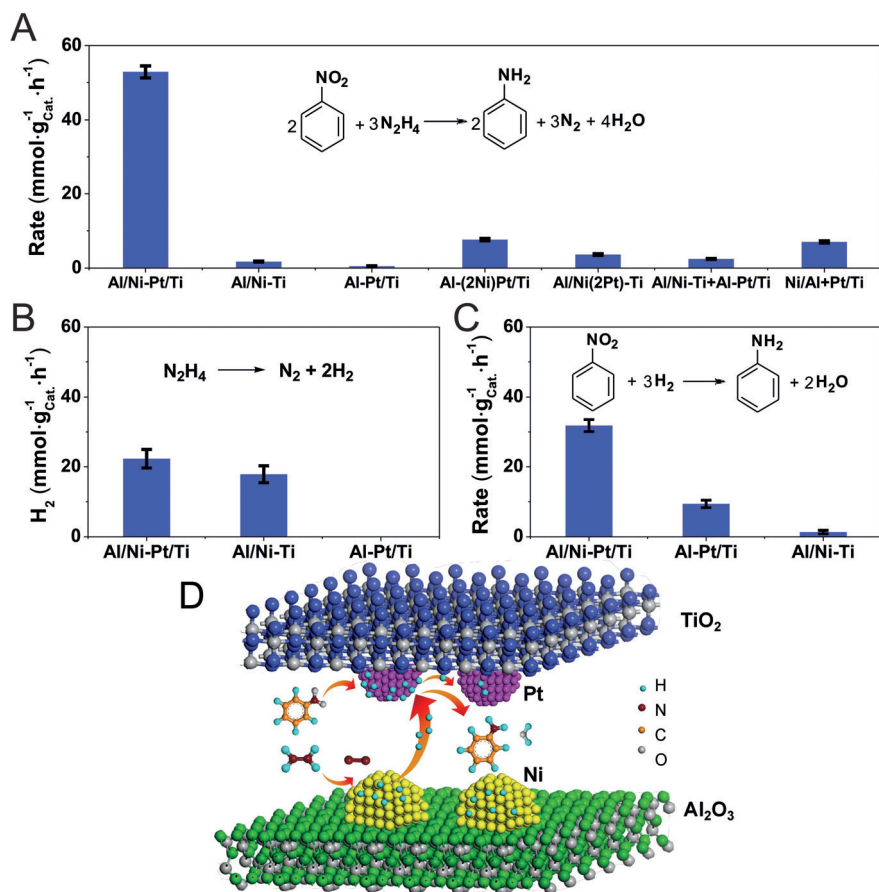 A
Rate (mmol·g⁻¹Cat.·h⁻¹)
60
40
20
0
NO₂
NH₂
2 + 3N₂H₄ → 2 + 3N₂ + 4H₂O
Al/Ni-Pt/Ti Al/Ni-Ti Al-Pt/Ti Al-(2Ni)Pt/Ti Al/Ni(2Pt)-Ti Al/Ni-Ti+Al-Pt/Ti Ni/Al+Pt/Ti
B
H₂ (mmol·g⁻¹Cat.·h⁻¹)
60
40
20
0
N₂H₄ → N₂ + 2H₂
Al/Ni-Pt/Ti Al/Ni-Ti Al-Pt/Ti
C
Rate (mmol·g⁻¹Cat.·h⁻¹)
60
40
20
0
NO₂
NH₂
+ 3H₂ → + 2H₂O
Al/Ni-Pt/Ti Al-Pt/Ti Al/Ni-Ti
D
TiO₂
Pt
H
N
C
O
Ni
Al₂O₃